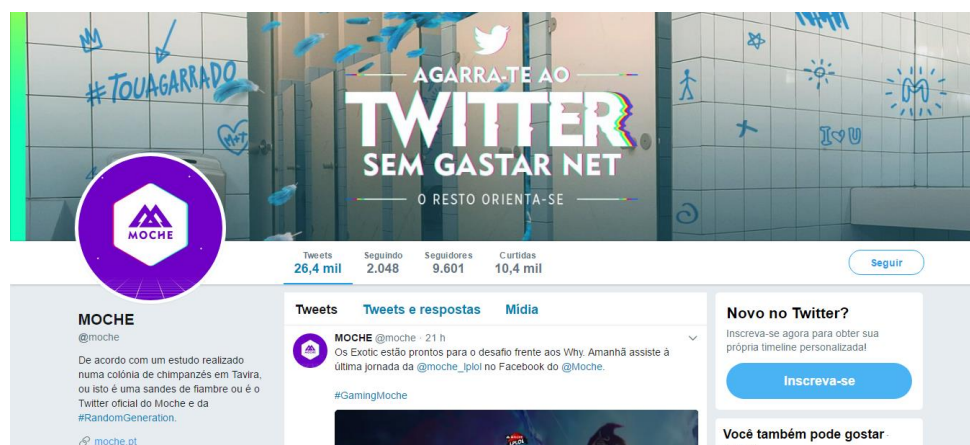 #TOUAGARRADO
M+T
AGARRA-TE AO
TWITTER
SEM GASTAR NET
O RESTO ORIENTA-SE
I♡U
M
MOCHE
Tweets
26,4 mil
Seguindo
2.048
Seguidores
9.601
Curtidas
10,4 mil
Seguir
MOCHE
@moche
De acordo com um estudo realizado
numa colónia de chimpanzés em Tavira,
ou isto é uma sandes de fiambre ou é o
Twitter oficial do Moche e da
#RandomGeneration.
moche.pt
Tweets
Tweets e respostas
Mídia
MOCHE @moche · 21 h
Os Exotic estão prontos para o desafio frente aos Why. Amanhã assiste à
última jornada da @moche_lplol no Facebook do @Moche.
#GamingMoche
Novo no Twitter?
Inscreva-se agora para obter sua
própria timeline personalizada!
Inscreva-se
Você também pode gostar ·